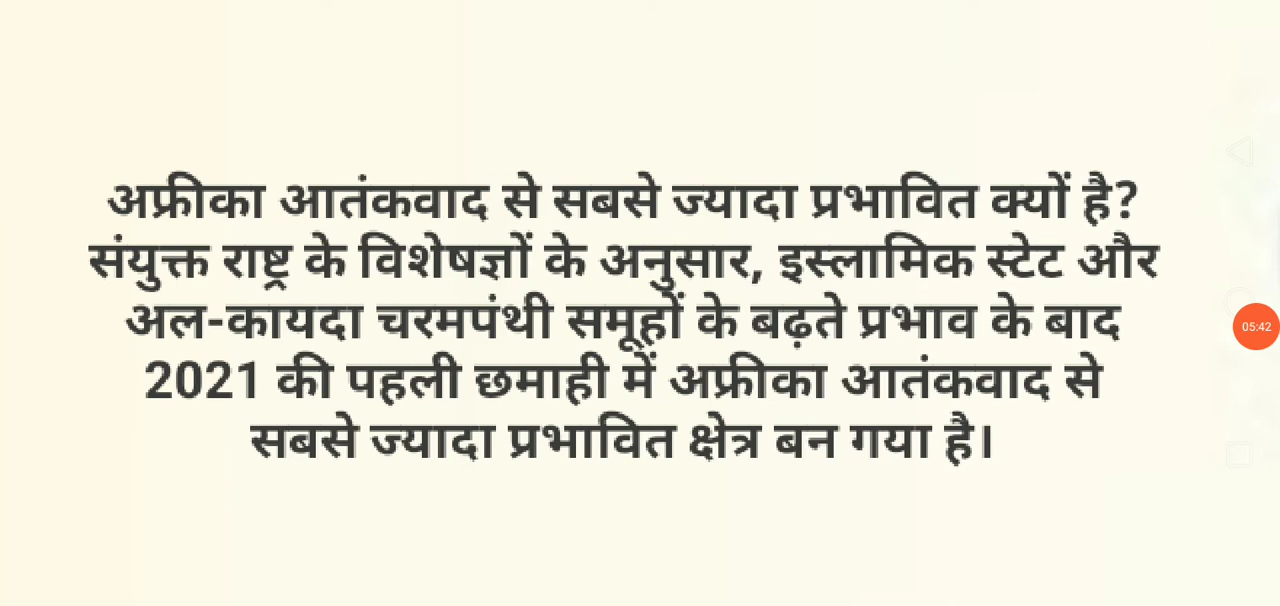 अफ्रीका आतंकवाद से सबसे ज्यादा प्रभावित क्यों है?
संयुक्त राष्ट्र के विशेषज्ञों के अनुसार, इस्लामिक स्टेट और
अल-कायदा चरमपंथी समूहों के बढ़ते प्रभाव के बाद
2021 की पहली छमाही में अफ्रीका आतंकवाद से
सबसे ज्यादा प्रभावित क्षेत्र बन गया है।
05:42